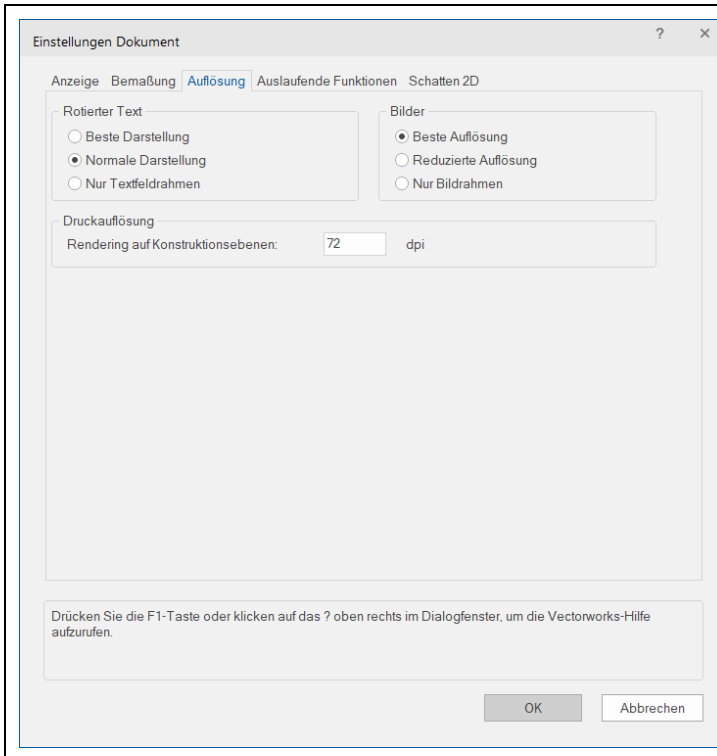 Einstellungen Dokument
? ×
Anzeige Bemaßung Auflösung Auslaufende Funktionen Schatten 2D
Rotierter Text
Beste Darstellung
Normale Darstellung
Nur Textfeldrahmen
Bilder
Beste Auflösung
Reduzierte Auflösung
Nur Bildrahmen
Druckauflösung
Rendering auf Konstruktionsebenen: 72 dpi
Drücken Sie die F1-Taste oder klicken auf das ? oben rechts im Dialogfenster, um die Vectorworks-Hilfe
aufzurufen.
OK Abbrechen